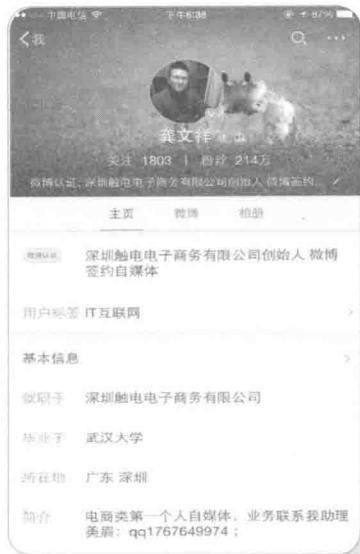 中国电信 下午6:38 87%
我
龚文祥
关注 1803 | 粉丝 214万
微博认证:深圳触电电子商务有限公司创始人 微博签约...
主页 微博 相册
微博认证 深圳触电电子商务有限公司创始人 微博
签约自媒体
用户标签 IT互联网
基本信息
就职于 深圳触电电子商务有限公司
毕业于 武汉大学
所在地 广东 深圳
简介 电商类第一个人自媒体,业务联系我助理
美眉:qq1767649974;